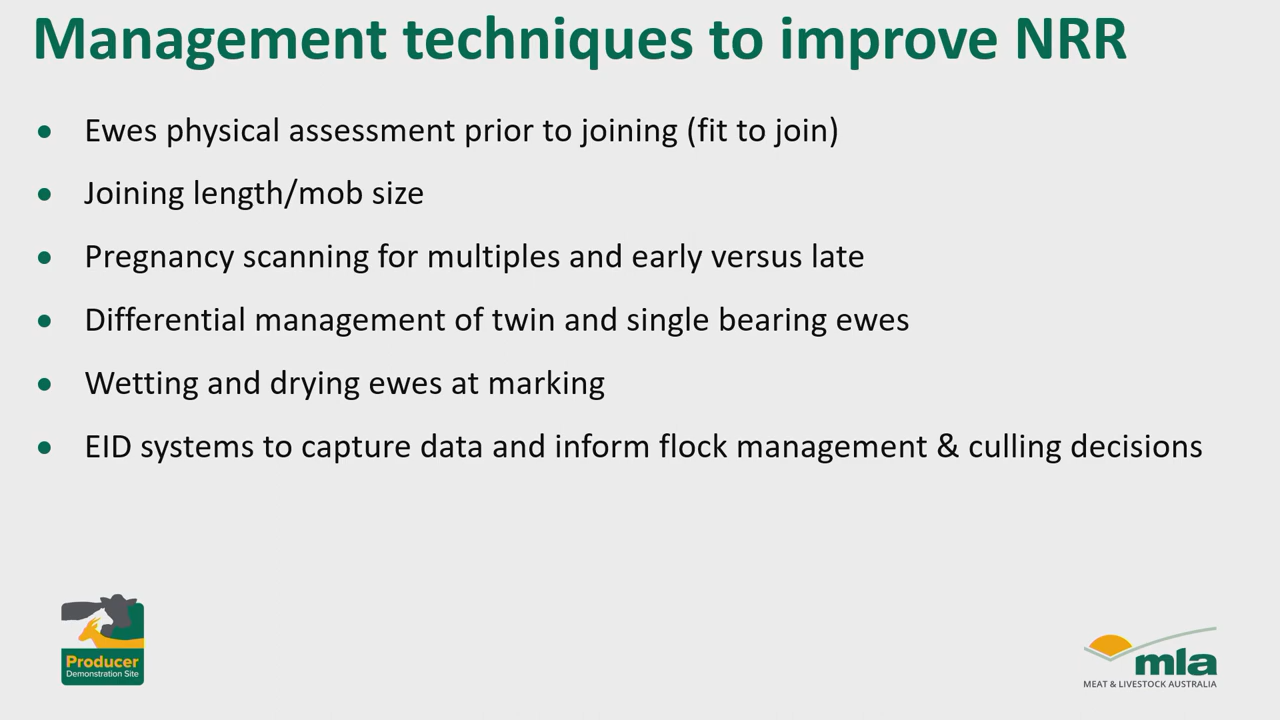 Management techniques to improve NRR
• Ewes physical assessment prior to joining (fit to join)
• Joining length/mob size
• Pregnancy scanning for multiples and early versus late
• Differential management of twin and single bearing ewes
• Wetting and drying ewes at marking
• EID systems to capture data and inform flock management & culling decisions
Producer
Demonstration Site
mla
MEAT & LIVESTOCK AUSTRALIA